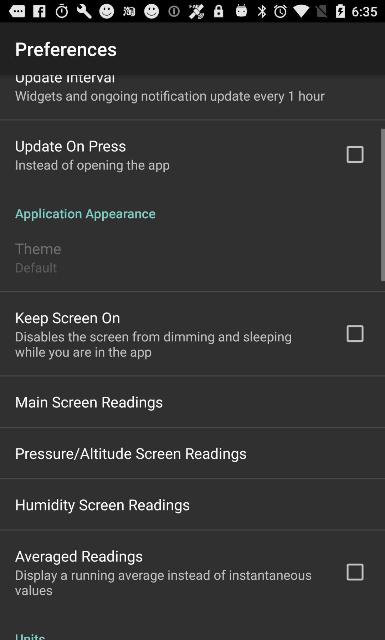 6:35
Preferences
Update Interval
Widgets and ongoing notification update every 1 hour
Update On Press
Instead of opening the app
Application Appearance
Theme
Default
Keep Screen On
Disables the screen from dimming and sleeping
while you are in the app
Main Screen Readings
Pressure/Altitude Screen Readings
Humidity Screen Readings
Averaged Readings
Display a running average instead of instantaneous
values
Units